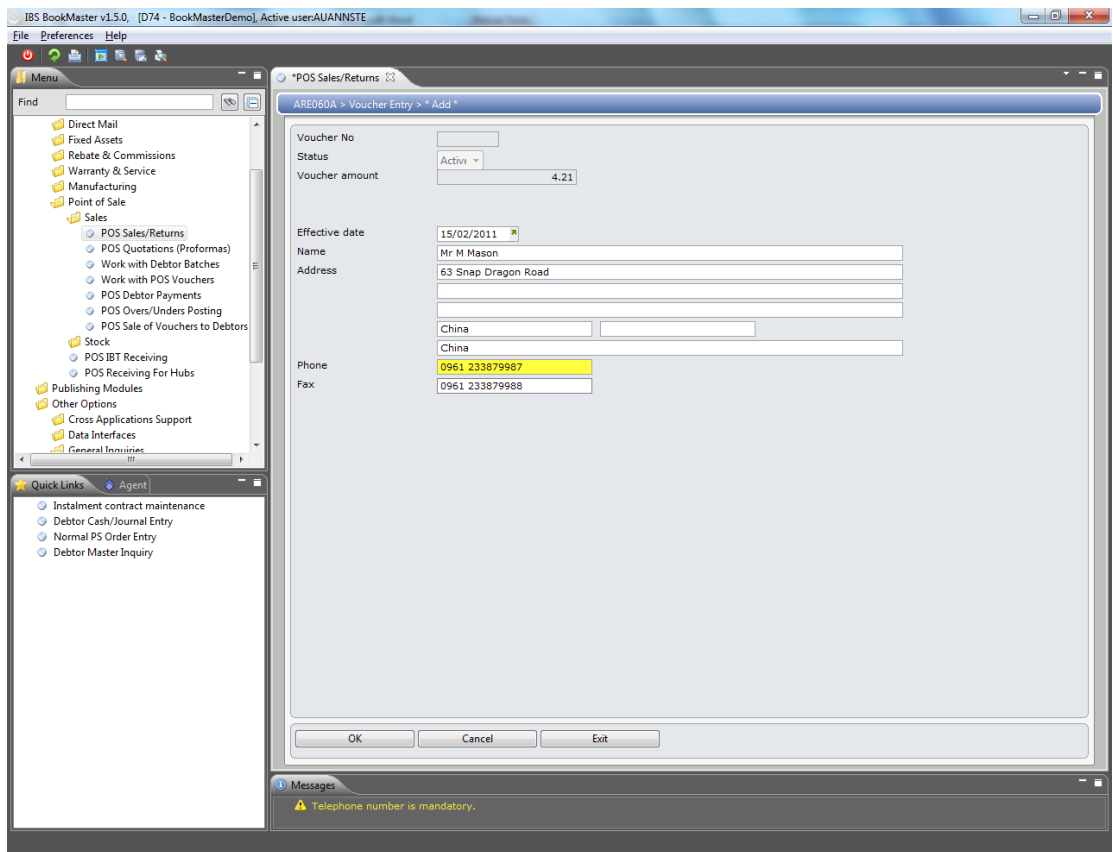 IBS BookMaster v1.5.0,   [D74 - BookMasterDemo], Active user:AUANNSTE
File   Preferences   Help
Menu
Find
Direct Mail
Fixed Assets
Rebate & Commissions
Warranty & Service
Manufacturing
Point of Sale
Sales
POS Sales/Returns
POS Quotations (Proformas)
Work with Debtor Batches
Work with POS Vouchers
POS Debtor Payments
POS Overs/Unders Posting
POS Sale of Vouchers to Debtors
Stock
POS IBT Receiving
POS Receiving For Hubs
Publishing Modules
Other Options
Cross Applications Support
Data Interfaces
General Inquiries
Quick Links   Agent
Instalment contract maintenance
Debtor Cash/Journal Entry
Normal PS Order Entry
Debtor Master Inquiry
*POS Sales/Returns
ARE060A > Voucher Entry > * Add *
Voucher No
Status   Active
Voucher amount   4.21
Effective date   15/02/2011
Name   Mr M Mason
Address   63 Snap Dragon Road
China
China
Phone   0961 233879987
Fax   0961 233879988
OK   Cancel   Exit
Messages
Telephone number is mandatory.